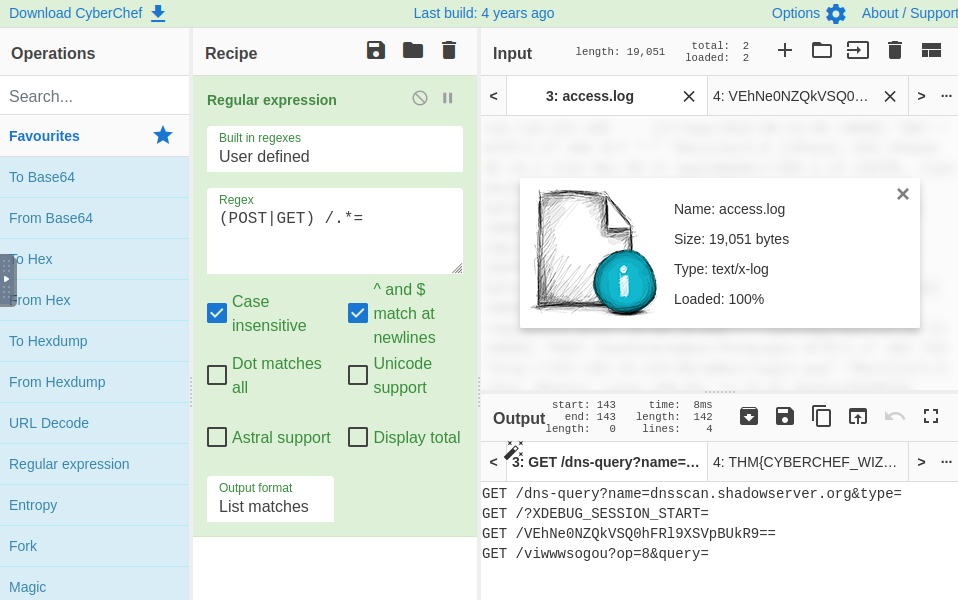 Download CyberChef
Last build: 4 years ago
Options
About / Support
Operations
Recipe
Input
length: 19,051
total: 2
loaded: 2
Search...
Favourites
To Base64
From Base64
To Hex
From Hex
To Hexdump
From Hexdump
URL Decode
Regular expression
Entropy
Fork
Magic
Regular expression
Built in regexes
User defined
Regex
(POST|GET) /.*=
Case insensitive
^ and $ match at newlines
Dot matches all
Unicode support
Astral support
Display total
Output format
List matches
< 3: access.log
4: VEhNe0NZQkVSQ0... > ...
Name: access.log
Size: 19,051 bytes
Type: text/x-log
Loaded: 100%
Output
start: 143
end: 143
length: 0
time: 8ms
length: 142
lines: 4
< 3: GET /dns-query?name=...
4: THM{CYBERCHEF_WIZ... > ...
GET /dns-query?name=dnsscan.shadowserver.org&type=
GET /?XDEBUG_SESSION_START=
GET /VEhNe0NZQkVSQ0hFRl9XSVpBUkR9==
GET /viwwwsogou?op=8&query=